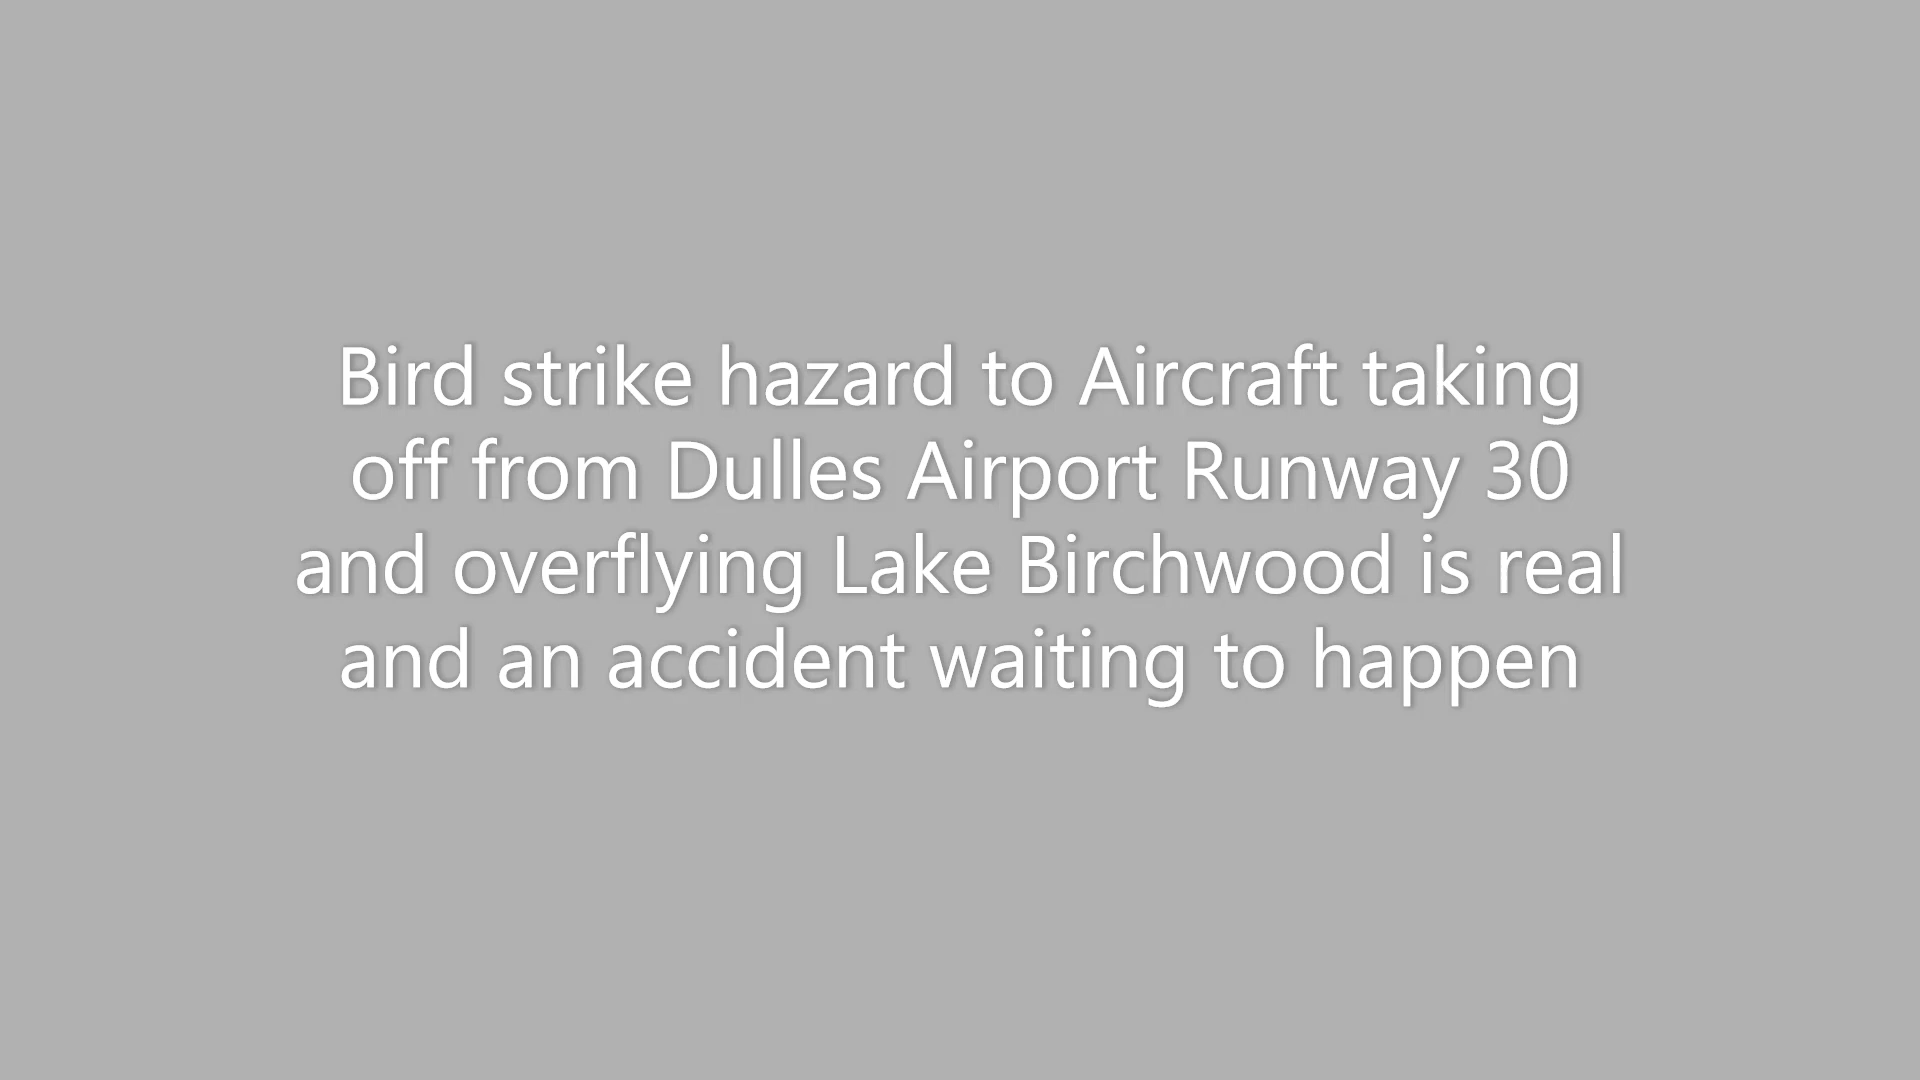 Bird strike hazard to Aircraft taking
off from Dulles Airport Runway 30
and overflying Lake Birchwood is real
and an accident waiting to happen